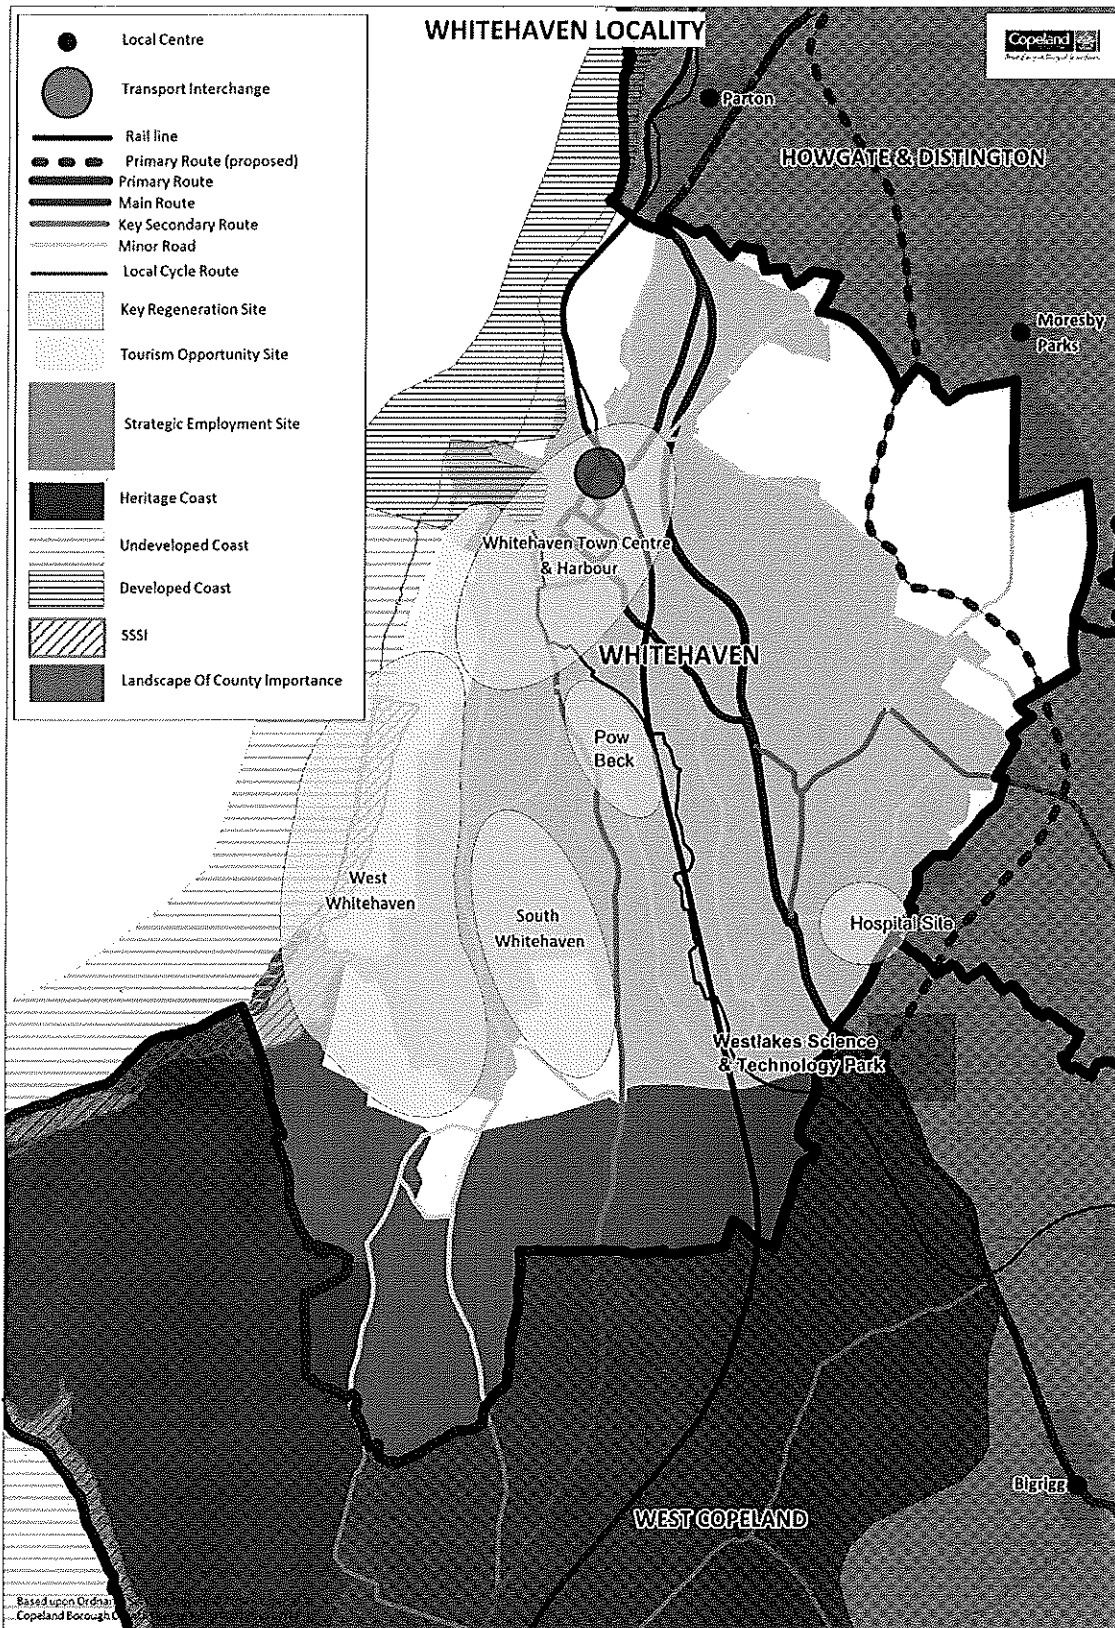 WHITEHAVEN LOCALITY
Copeland
Local Centre
Transport Interchange
Rail line
Primary Route (proposed)
Primary Route
Main Route
Key Secondary Route
Minor Road
Local Cycle Route
Key Regeneration Site
Tourism Opportunity Site
Strategic Employment Site
Heritage Coast
Undeveloped Coast
Developed Coast
SSSI
Landscape Of County Importance
Parton
HOWGATE & DISTINGTON
Moresby
Parks
Whitehaven Town Centre
& Harbour
WHITEHAVEN
Pow
Beck
West
Whitehaven
South
Whitehaven
Hospital Site
Westlakes Science
& Technology Park
Bigrigg
WEST COPELAND
Based upon
Copeland Borough